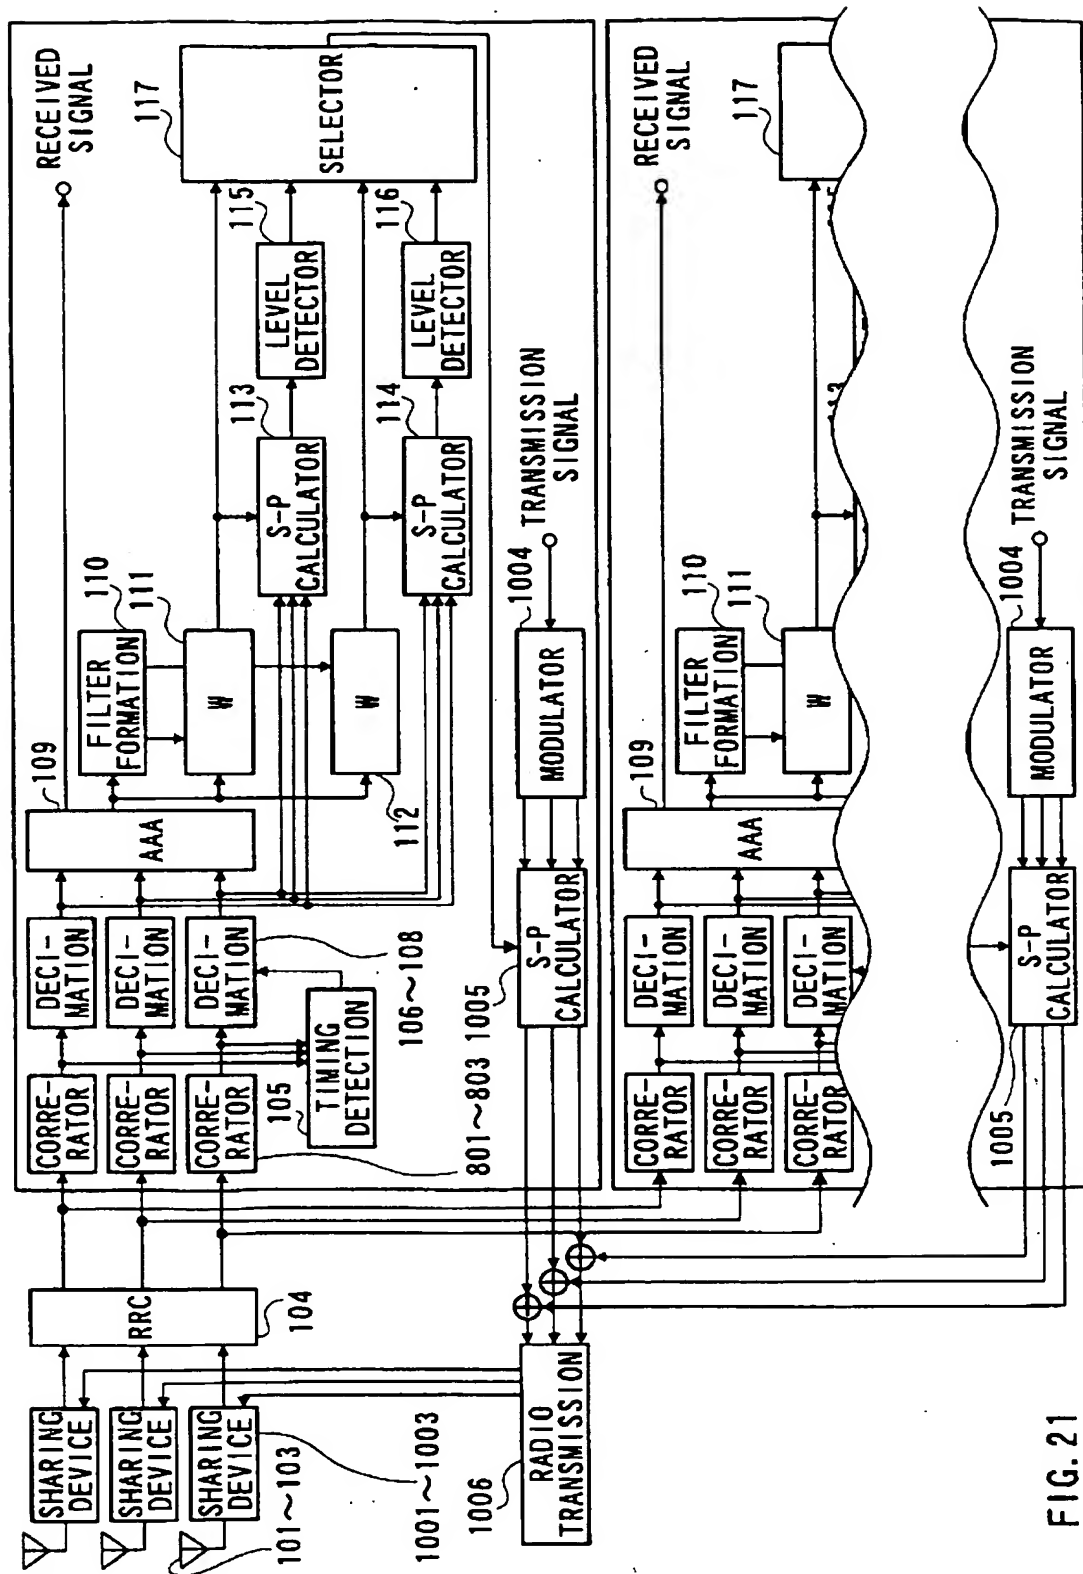 101~103
SHARING
DEVICE
SHARING
DEVICE
SHARING
DEVICE
1001~1003
RRC
104
CORRE-
RATOR
CORRE-
RATOR
CORRE-
RATOR
801~803
105
TIMING
DETECTION
DECI-
MATION
DECI-
MATION
DECI-
MATION
106~108
109
AAA
110
FILTER
FORMATION
111
W
W
112
113
S-P
CALCULATOR
114
S-P
CALCULATOR
115
LEVEL
DETECTOR
116
LEVEL
DETECTOR
117
SELECTOR
RECEIVED
SIGNAL
TRANSMISSION
SIGNAL
1004
MODULATOR
1005
S-P
CALCULATOR
1006
RADIO
TRANSMISSION
CORRE-
RATOR
CORRE-
RATOR
CORRE-
RATOR
DECI-
MATION
DECI-
MATION
DECI-
MATION
109
AAA
110
FILTER
FORMATION
111
W
113
117
RECEIVED
SIGNAL
TRANSMISSION
SIGNAL
1004
MODULATOR
S-P
CALCULATOR
1005
FIG. 21